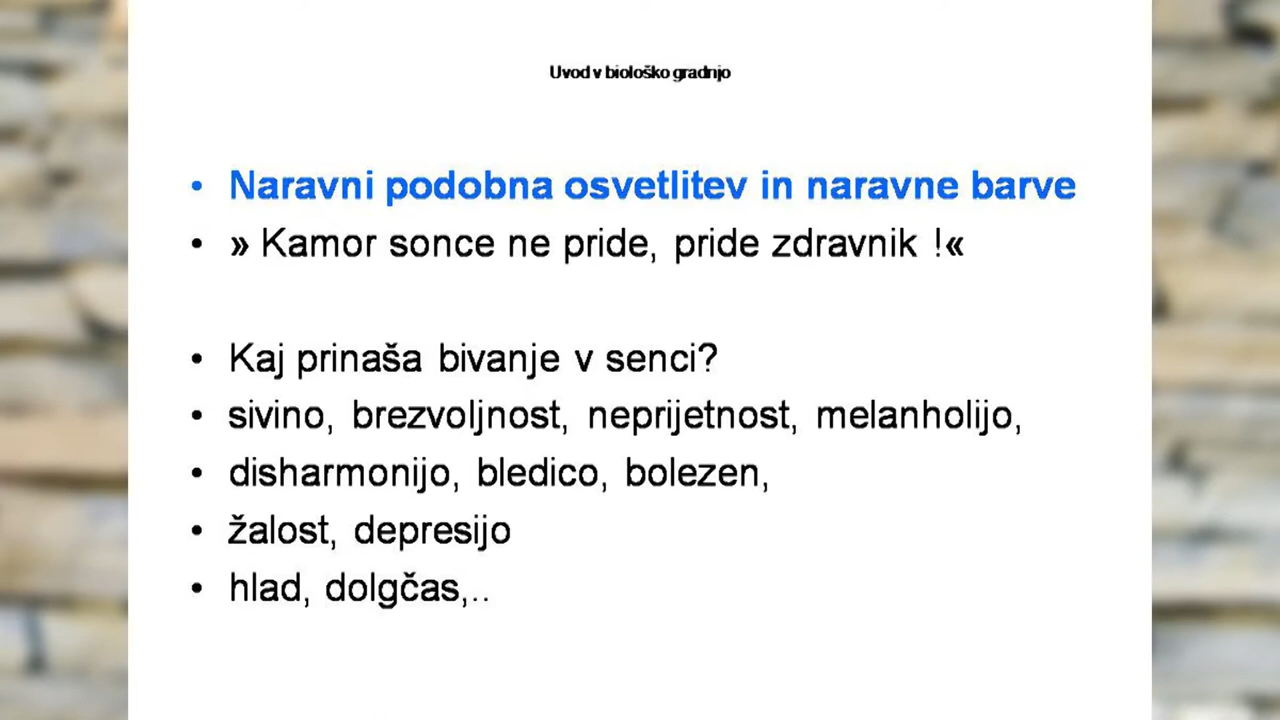 Uvod v biološko gradnjo
• Naravni podobna osvetlitev in naravne barve
• » Kamor sonce ne pride, pride zdravnik !«
• Kaj prinaša bivanje v senci?
• sivino, brezvoljnost, neprijetnost, melanholijo,
• disharmonijo, bledico, bolezen,
• žalost, depresijo
• hlad, dolgčas,..